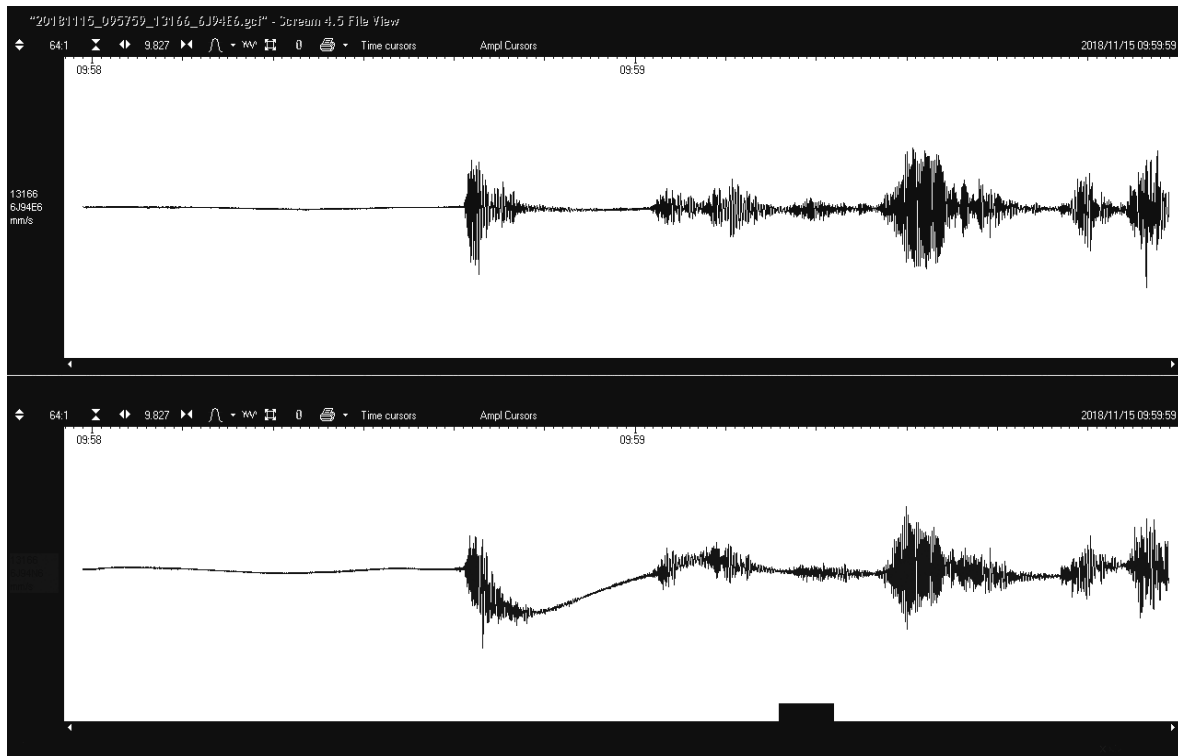 "20181115_095759_13166_6J94E6.gcf" - Scream 4.5 File View
64:1 9.827 Time cursors Ampl Cursors 2018/11/15 09:59:59
09:58 09:59
13166
6J94E6
mm/s
64:1 9.827 Time cursors Ampl Cursors 2018/11/15 09:59:59
09:58 09:59